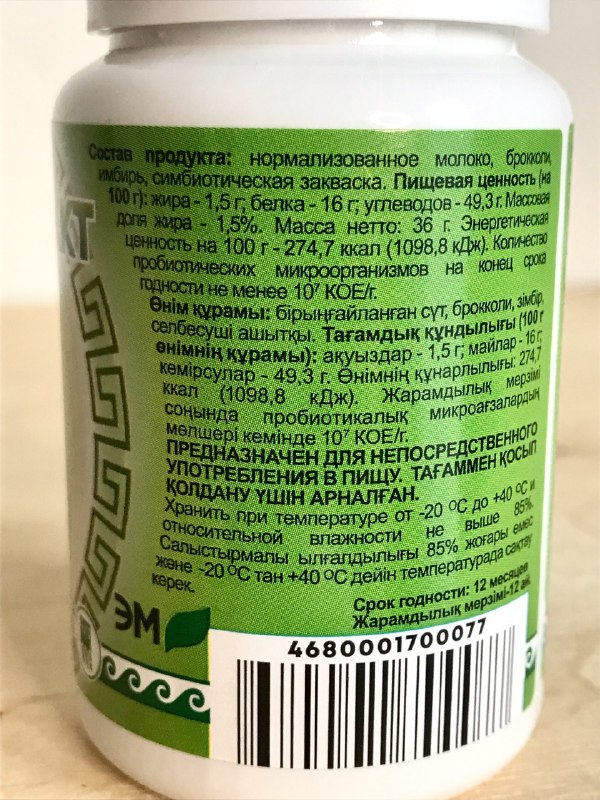 Состав продукта: нормализованное молоко, брокколи,
имбирь, симбиотическая закваска. Пищевая ценность (на
100 г): жира - 1,5 г; белка - 16 г; углеводов - 49,3 г. Массовая
доля жира - 1,5%. Масса нетто: 36 г. Энергетическая
ценность на 100 г - 274,7 ккал (1098,8 кДж). Количество
пробиотических микроорганизмов на конец срока
годности не менее 10⁷ КОЕ/г.
Өнім құрамы: бірыңғайланған сүт, брокколи, зімбір,
селбесуші ашытқы. Тағамдық құндылығы (100 г
өнімнің құрамы): ақуыздар - 1,5 г; майлар - 16 г;
көмірсулар - 49.3 г. Өнімнің құнарлылығы: 274,7
ккал (1098,8 кДж). Жарамдылық мерзімі
соңында пробиотикалық микроағзалардың
мөлшері кемінде 10⁷ КОЕ/г.
ПРЕДНАЗНАЧЕН ДЛЯ НЕПОСРЕДСТВЕННОГО
УПОТРЕБЛЕНИЯ В ПИЩУ. ТАҒАММЕН ҚОСЫП
ҚОЛДАНУ ҮШІН АРНАЛҒАН.
Хранить при температуре от -20 ⁰С до +40 ⁰С и
относительной влажности не выше 85%.
Салыстырмалы ылғалдылығы 85% жоғары емес
және -20 ⁰С тан +40 ⁰С дейін температурада сақтау
керек.
Срок годности: 12 месяцев
Жарамдылық мерзімі-12 ай.
КТ
ЭМ
4680001700077